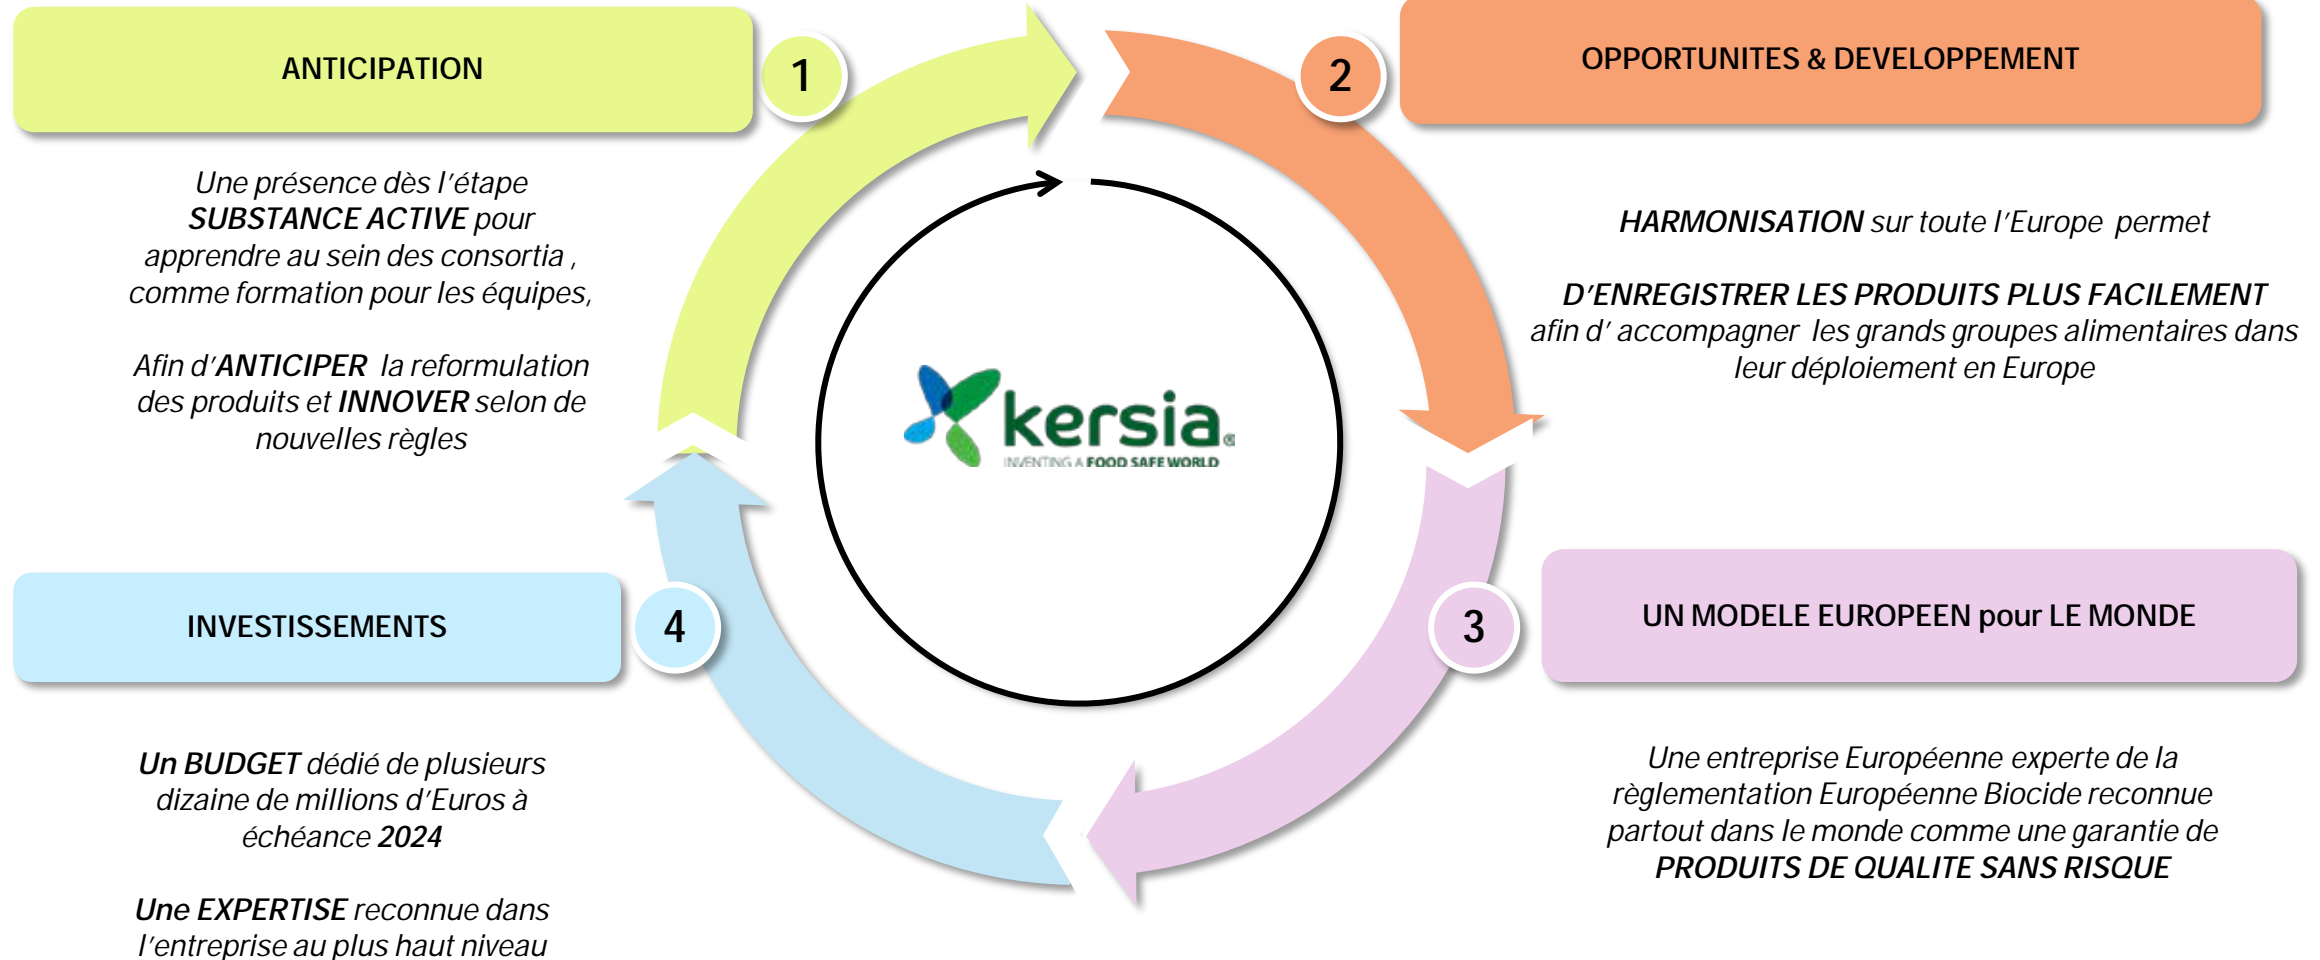 ANTICIPATION
1
Une présence dès l'étape
SUBSTANCE ACTIVE pour
apprendre au sein des consortia ,
comme formation pour les équipes,
Afin d'ANTICIPER la reformulation
des produits et INNOVER selon de
nouvelles règles
2
OPPORTUNITES & DEVELOPPEMENT
HARMONISATION sur toute l'Europe permet
D'ENREGISTRER LES PRODUITS PLUS FACILEMENT
afin d' accompagner les grands groupes alimentaires dans
leur déploiement en Europe
kersia®
INVENTING A FOOD SAFE WORLD
3
UN MODELE EUROPEEN pour LE MONDE
Une entreprise Européenne experte de la
règlementation Européenne Biocide reconnue
partout dans le monde comme une garantie de
PRODUITS DE QUALITE SANS RISQUE
INVESTISSEMENTS
4
Un BUDGET dédié de plusieurs
dizaine de millions d'Euros à
échéance 2024
Une EXPERTISE reconnue dans
l'entreprise au plus haut niveau